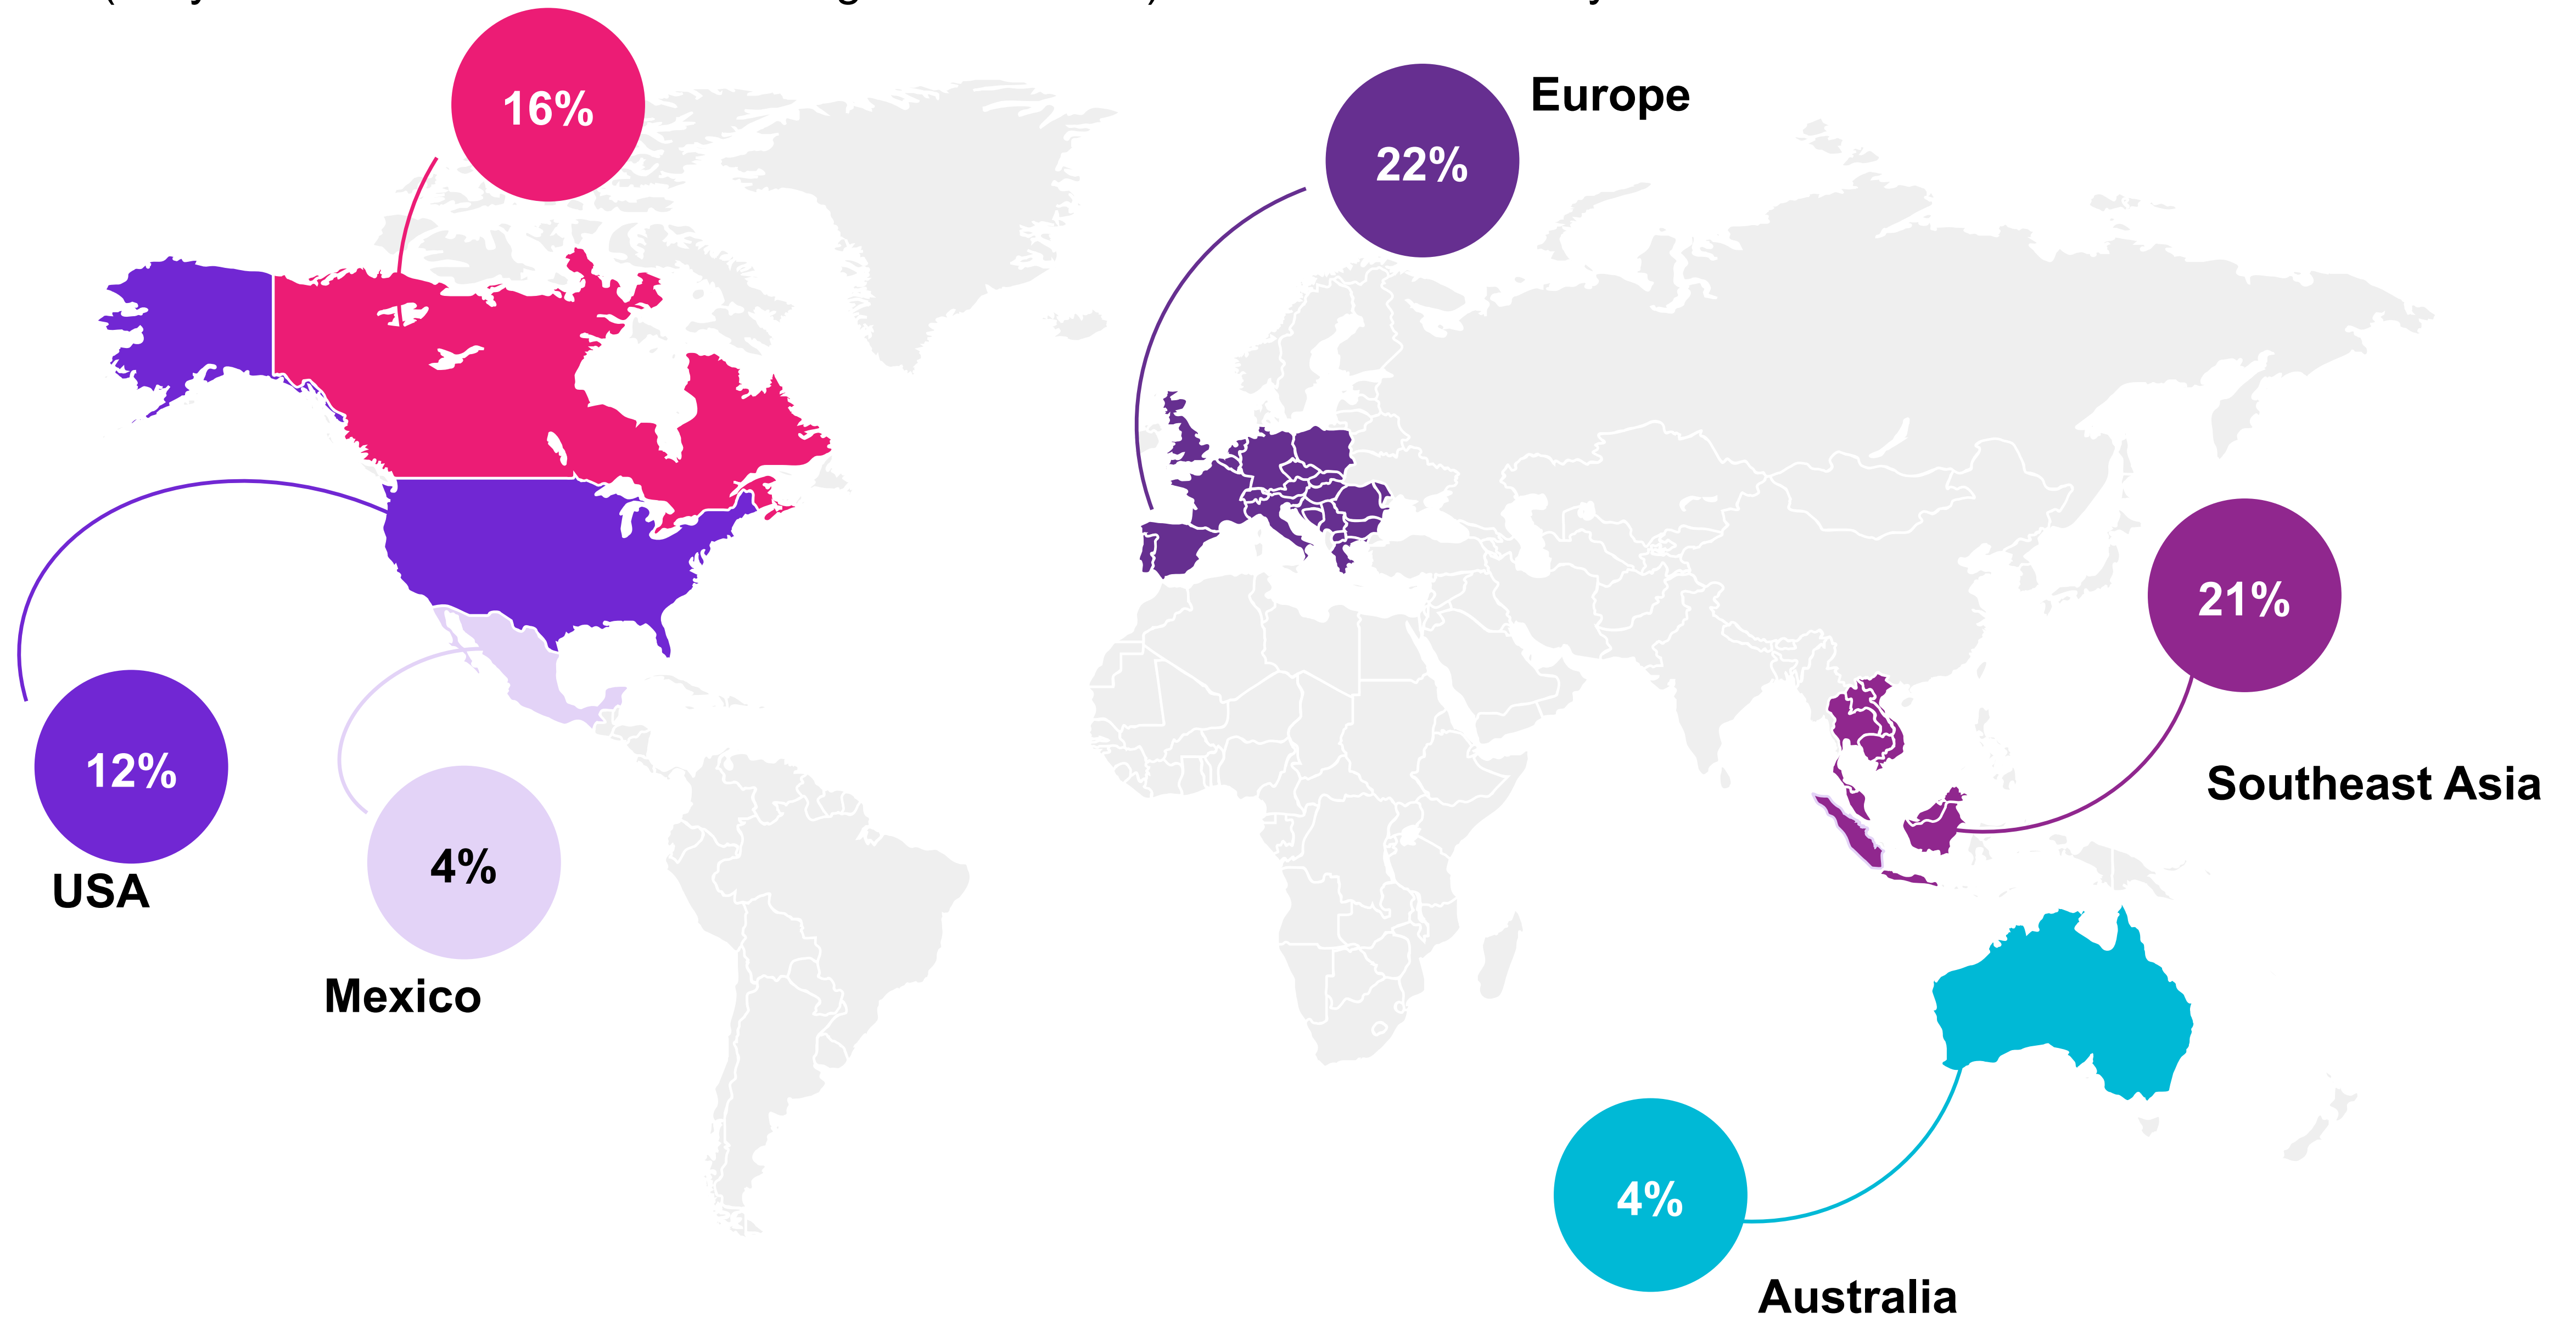 16%
Europe
22%
21%
Southeast Asia
12%
USA
4%
Mexico
4%
Australia